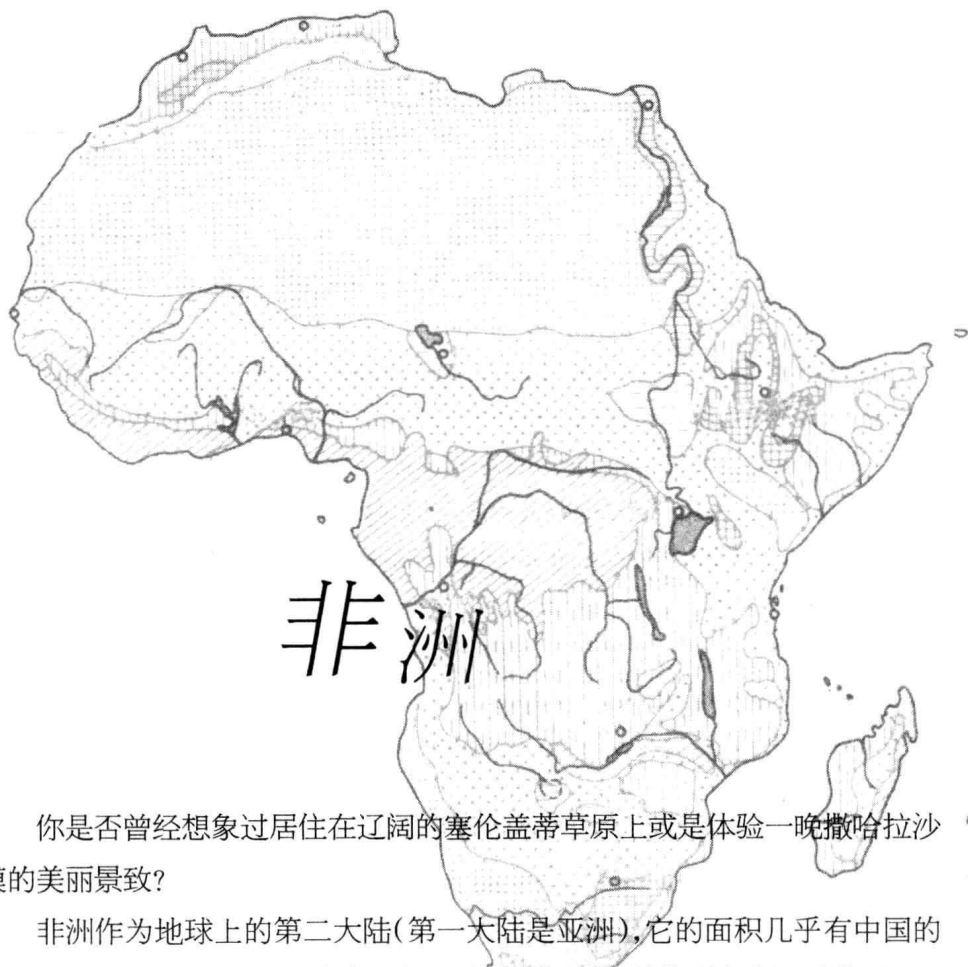 非洲
你是否曾经想象过居住在辽阔的塞伦盖蒂草原上或是体验一晚撒哈拉沙
漠的美丽景致?
非洲作为地球上的第二大陆(第一大陆是亚洲),它的面积几乎有中国的